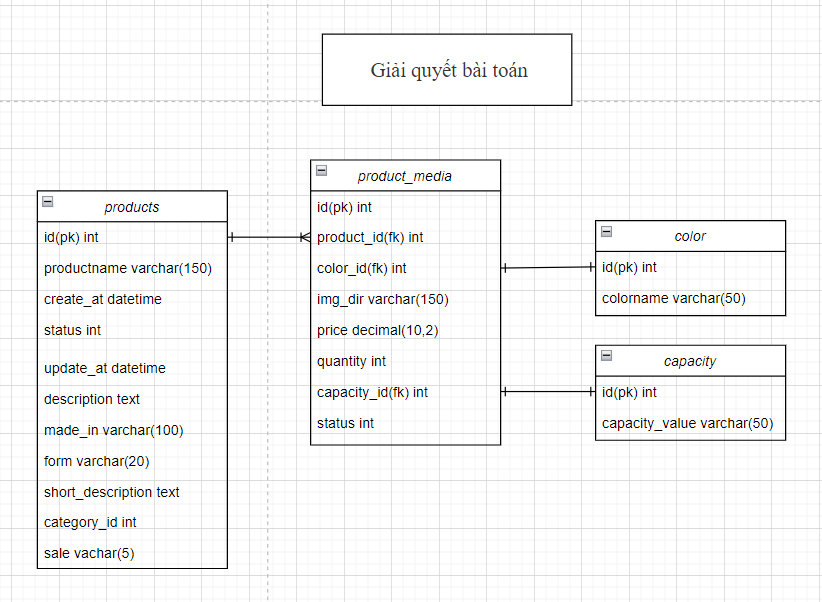 Giải quyết bài toán
products
id(pk) int
productname varchar(150)
create_at datetime
status int
update_at datetime
description text
made_in varchar(100)
form varchar(20)
short_description text
category_id int
sale vachar(5)
product_media
id(pk) int
product_id(fk) int
color_id(fk) int
img_dir varchar(150)
price decimal(10,2)
quantity int
capacity_id(fk) int
status int
color
id(pk) int
colorname varchar(50)
capacity
id(pk) int
capacity_value varchar(50)